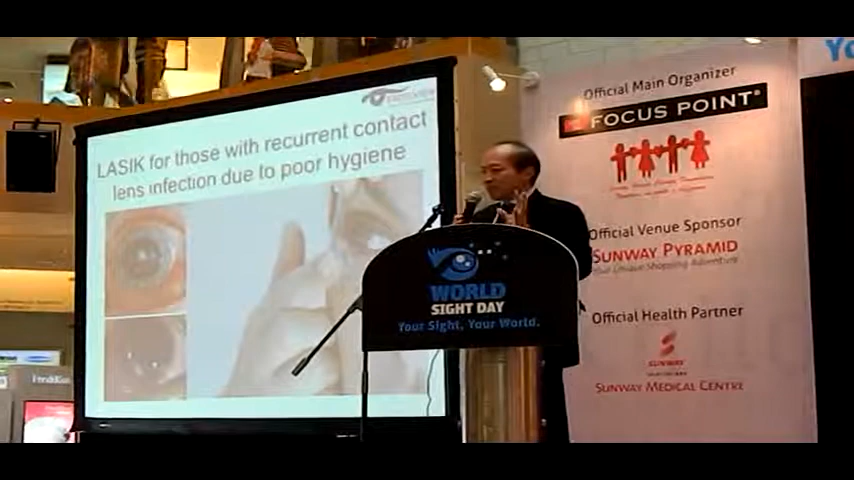 LASIK for those with recurrent contact
lens infection due to poor hygiene
WORLD
SIGHT DAY
Your Sight, Your World.
Official Main Organizer
FOCUS POINT
Official Venue Sponsor
SUNWAY PYRAMID
Official Health Partner
SUNWAY MEDICAL CENTRE